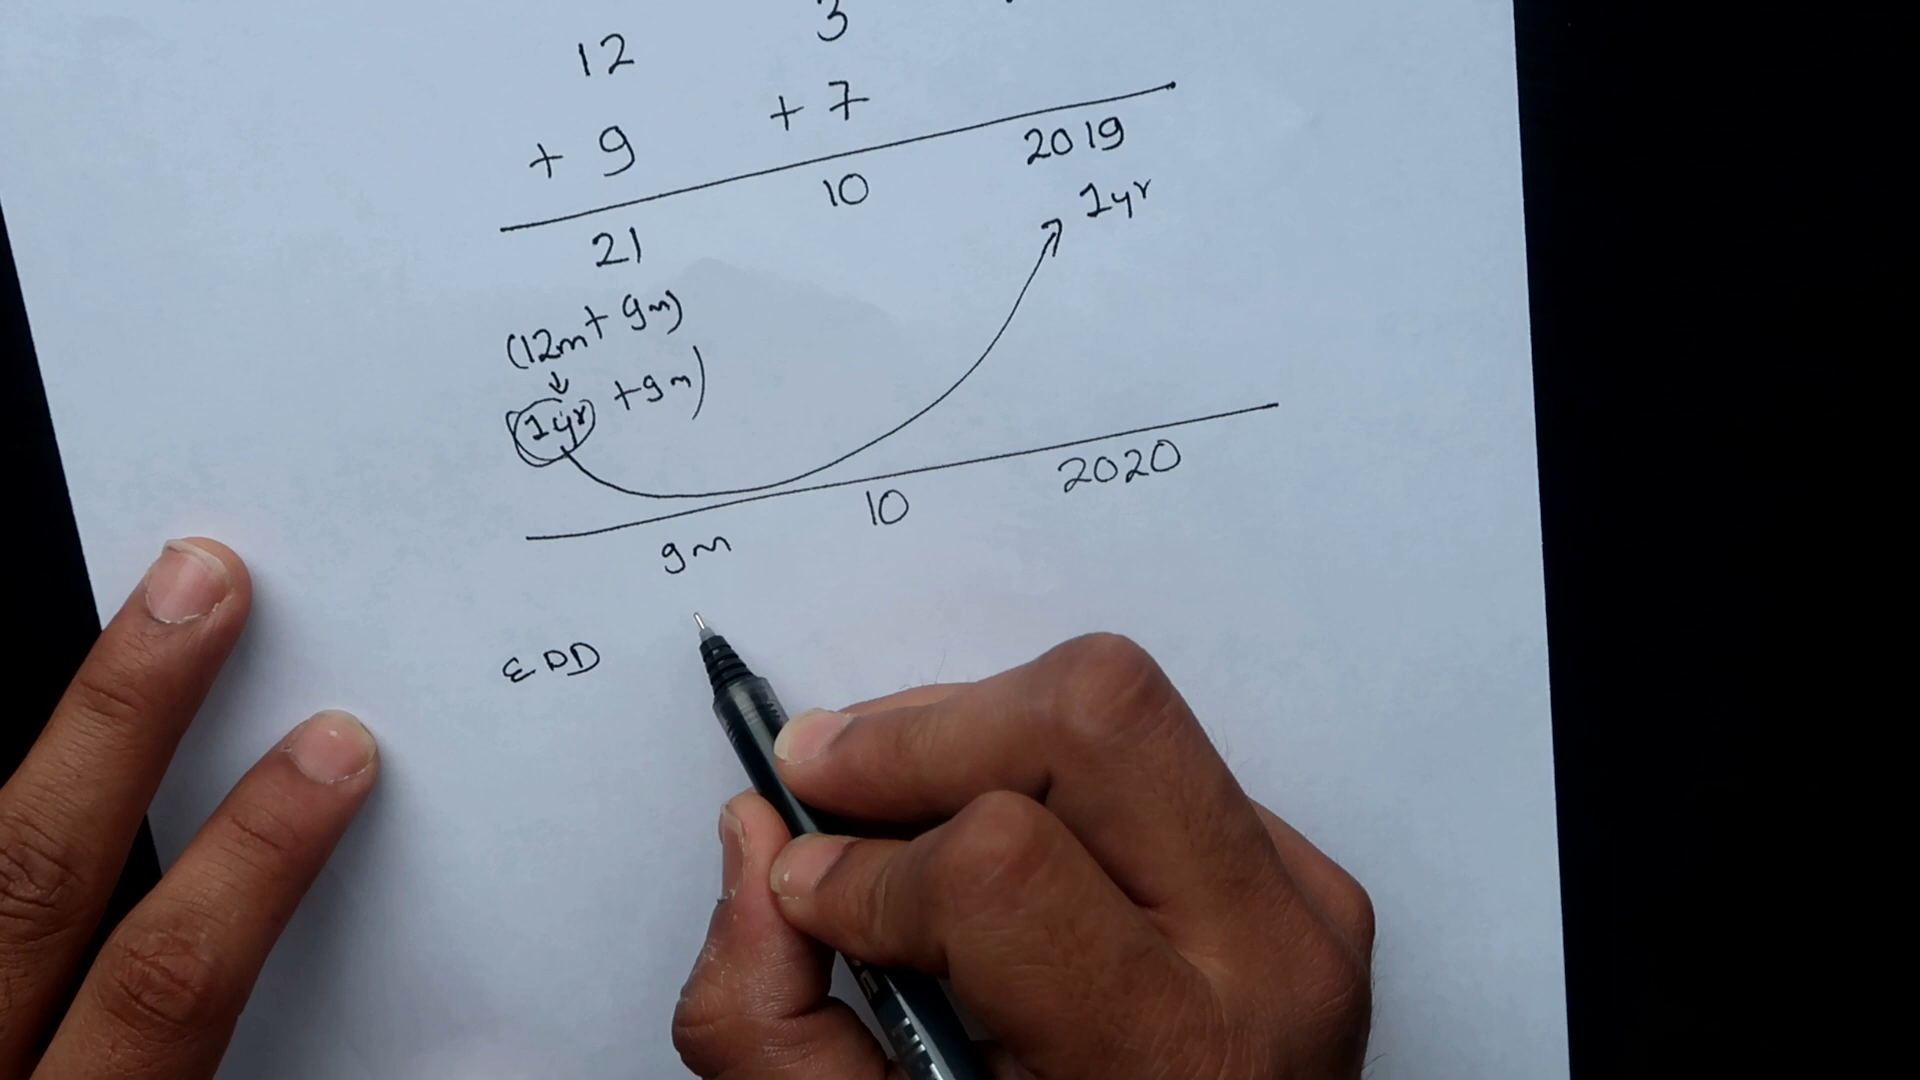 12 3
+ 9 + 7
21 10 2019
1yr
(12m + 9m)
↓
(1yr + 9m)
9m 10 2020
EDD